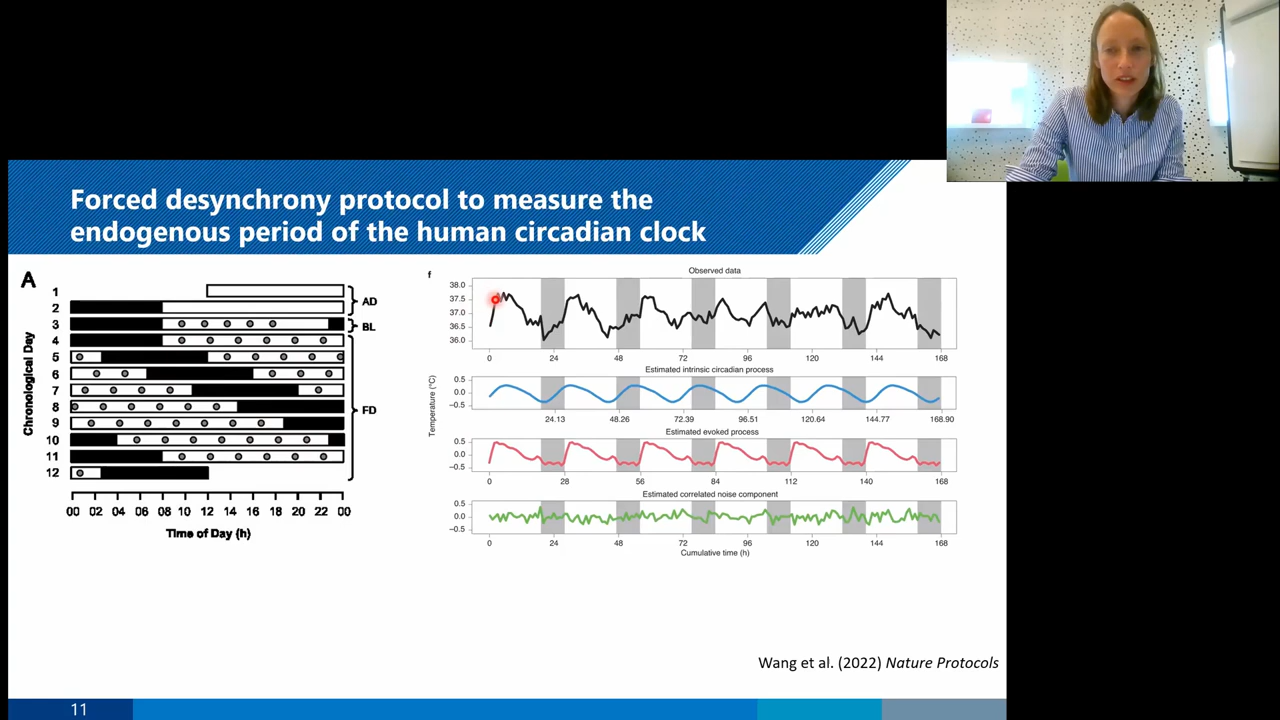 Forced desynchrony protocol to measure the
endogenous period of the human circadian clock
A
Chronological Day
1
2
3
4
5
6
7
8
9
10
11
12
AD
BL
FD
00 02 04 06 08 10 12 14 16 18 20 22 00
Time of Day (h)
f
Temperature (°C)
Observed data
38.0
37.5
37.0
36.5
36.0
0 24 48 72 96 120 144 168
Estimated intrinsic circadian process
0.5
0.0
−0.5
24.13 48.26 72.39 96.51 120.64 144.77 168.90
Estimated evoked process
0.5
0.0
−0.5
0 28 56 84 112 140 168
Estimated correlated noise component
0.5
0.0
−0.5
0 24 48 72 96 120 144 168
Cumulative time (h)
Wang et al. (2022) Nature Protocols
11